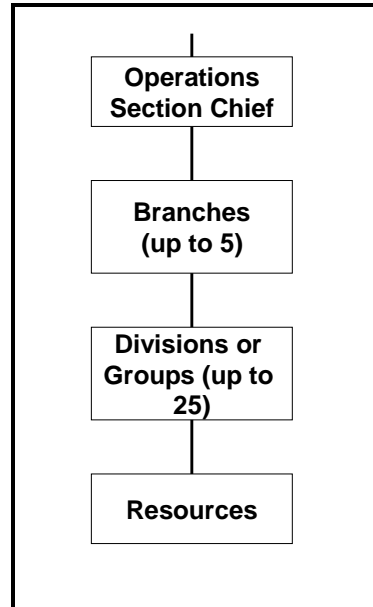 Operations
Section Chief
Branches
(up to 5)
Divisions or
Groups (up to
25)
Resources